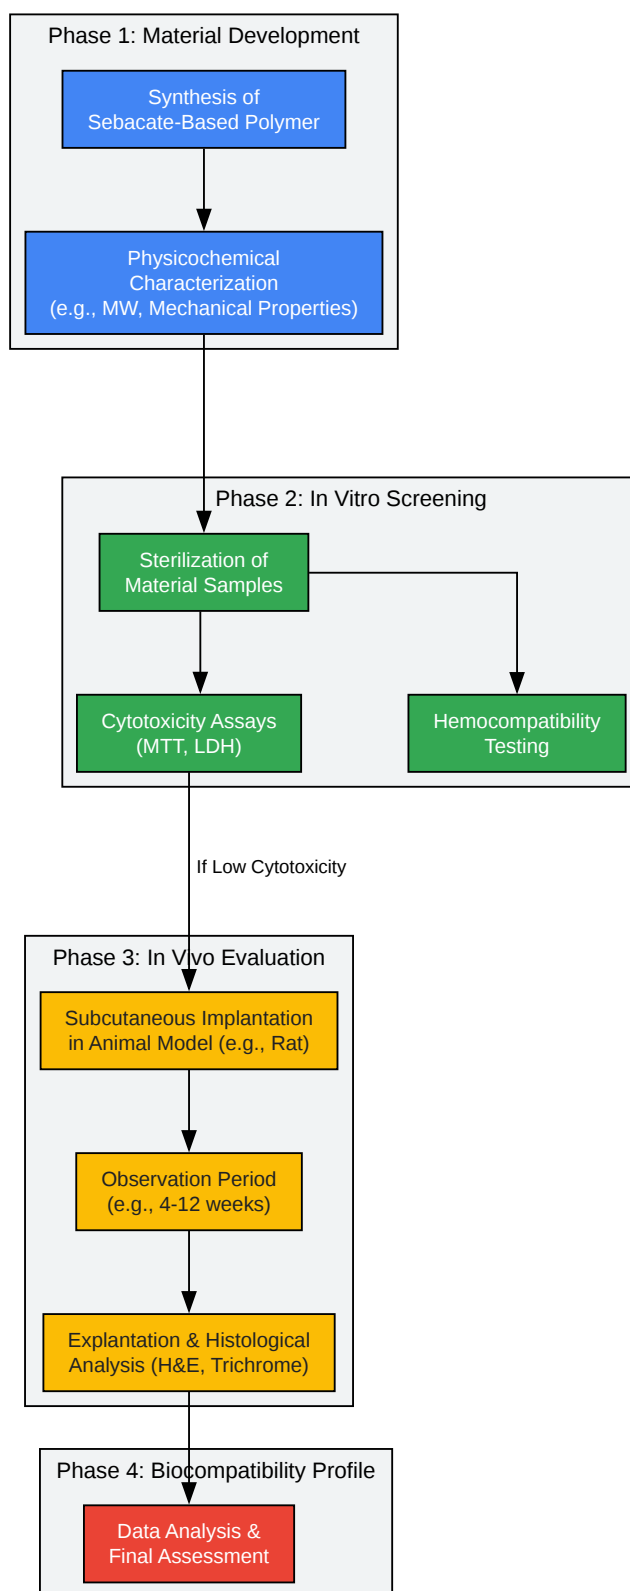 Phase 1: Material Development
Synthesis of
Sebacate-Based Polymer
Physicochemical
Characterization
(e.g., MW, Mechanical Properties)
Phase 2: In Vitro Screening
Sterilization of
Material Samples
Cytotoxicity Assays
(MTT, LDH)
Hemocompatibility
Testing
If Low Cytotoxicity
Phase 3: In Vivo Evaluation
Subcutaneous Implantation
in Animal Model (e.g., Rat)
Observation Period
(e.g., 4-12 weeks)
Explantation & Histological
Analysis (H&E, Trichrome)
Phase 4: Biocompatibility Profile
Data Analysis &
Final Assessment